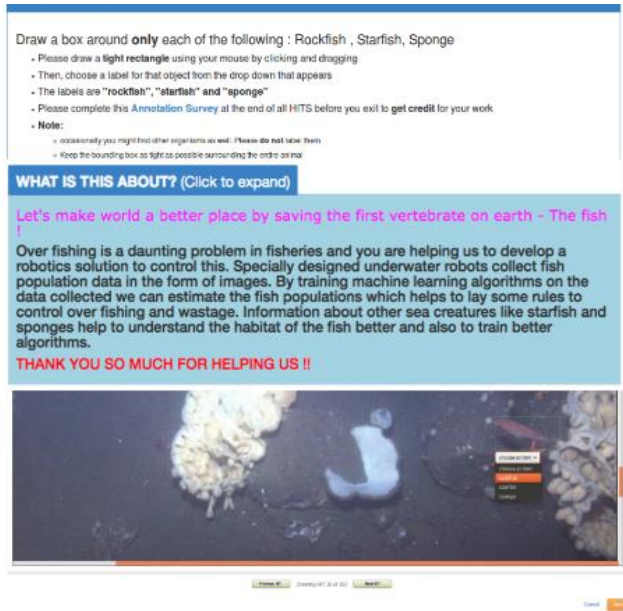 Draw a box around only each of the following : Rockfish , Starfish, Sponge
Please draw a tight rectangle using your mouse by clicking and dragging
Then, choose a label for that object from the drop down that appears
The labels are "rockfish", "starfish" and "sponge"
Please complete this Annotation Survey at the end of all HITS before you exit to get credit for your work
Note:
occasionally you might find other organisms as well. Please do not label them
Keep the bounding box as tight as possible surrounding the entire animal
WHAT IS THIS ABOUT? (Click to expand)
Let's make world a better place by saving the first vertebrate on earth - The fish
!
Over fishing is a daunting problem in fisheries and you are helping us to develop a
robotics solution to control this. Specially designed underwater robots collect fish
population data in the form of images. By training machine learning algorithms on the
data collected we can estimate the fish populations which helps to lay some rules to
control over fishing and wastage. Information about other sea creatures like starfish and
sponges help to understand the habitat of the fish better and also to train better
algorithms.
THANK YOU SO MUCH FOR HELPING US !!
rockfish
starfish
sponge
Cancel